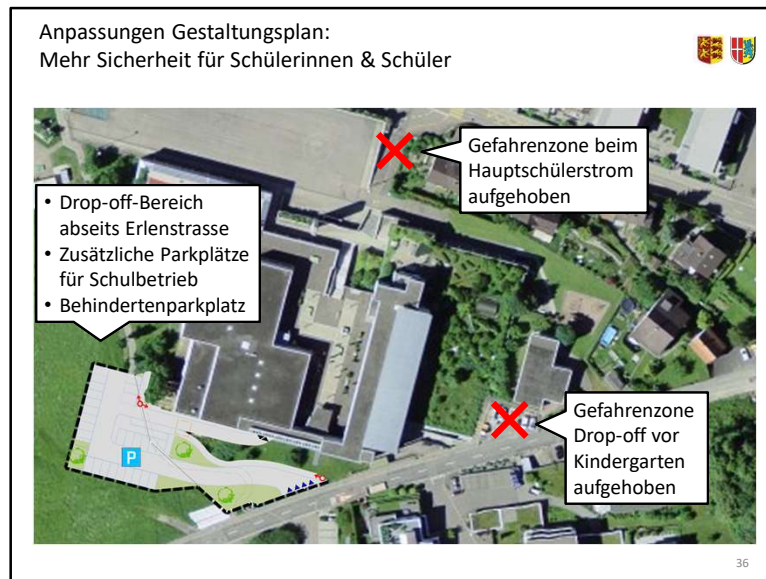 Anpassungen Gestaltungsplan:
Mehr Sicherheit für Schülerinnen & Schüler
Gefahrenzone beim
Hauptschülerstrom
aufgehoben
• Drop-off-Bereich
abseits Erlenstrasse
• Zusätzliche Parkplätze
für Schulbetrieb
• Behindertenparkplatz
P
Gefahrenzone
Drop-off vor
Kindergarten
aufgehoben
36